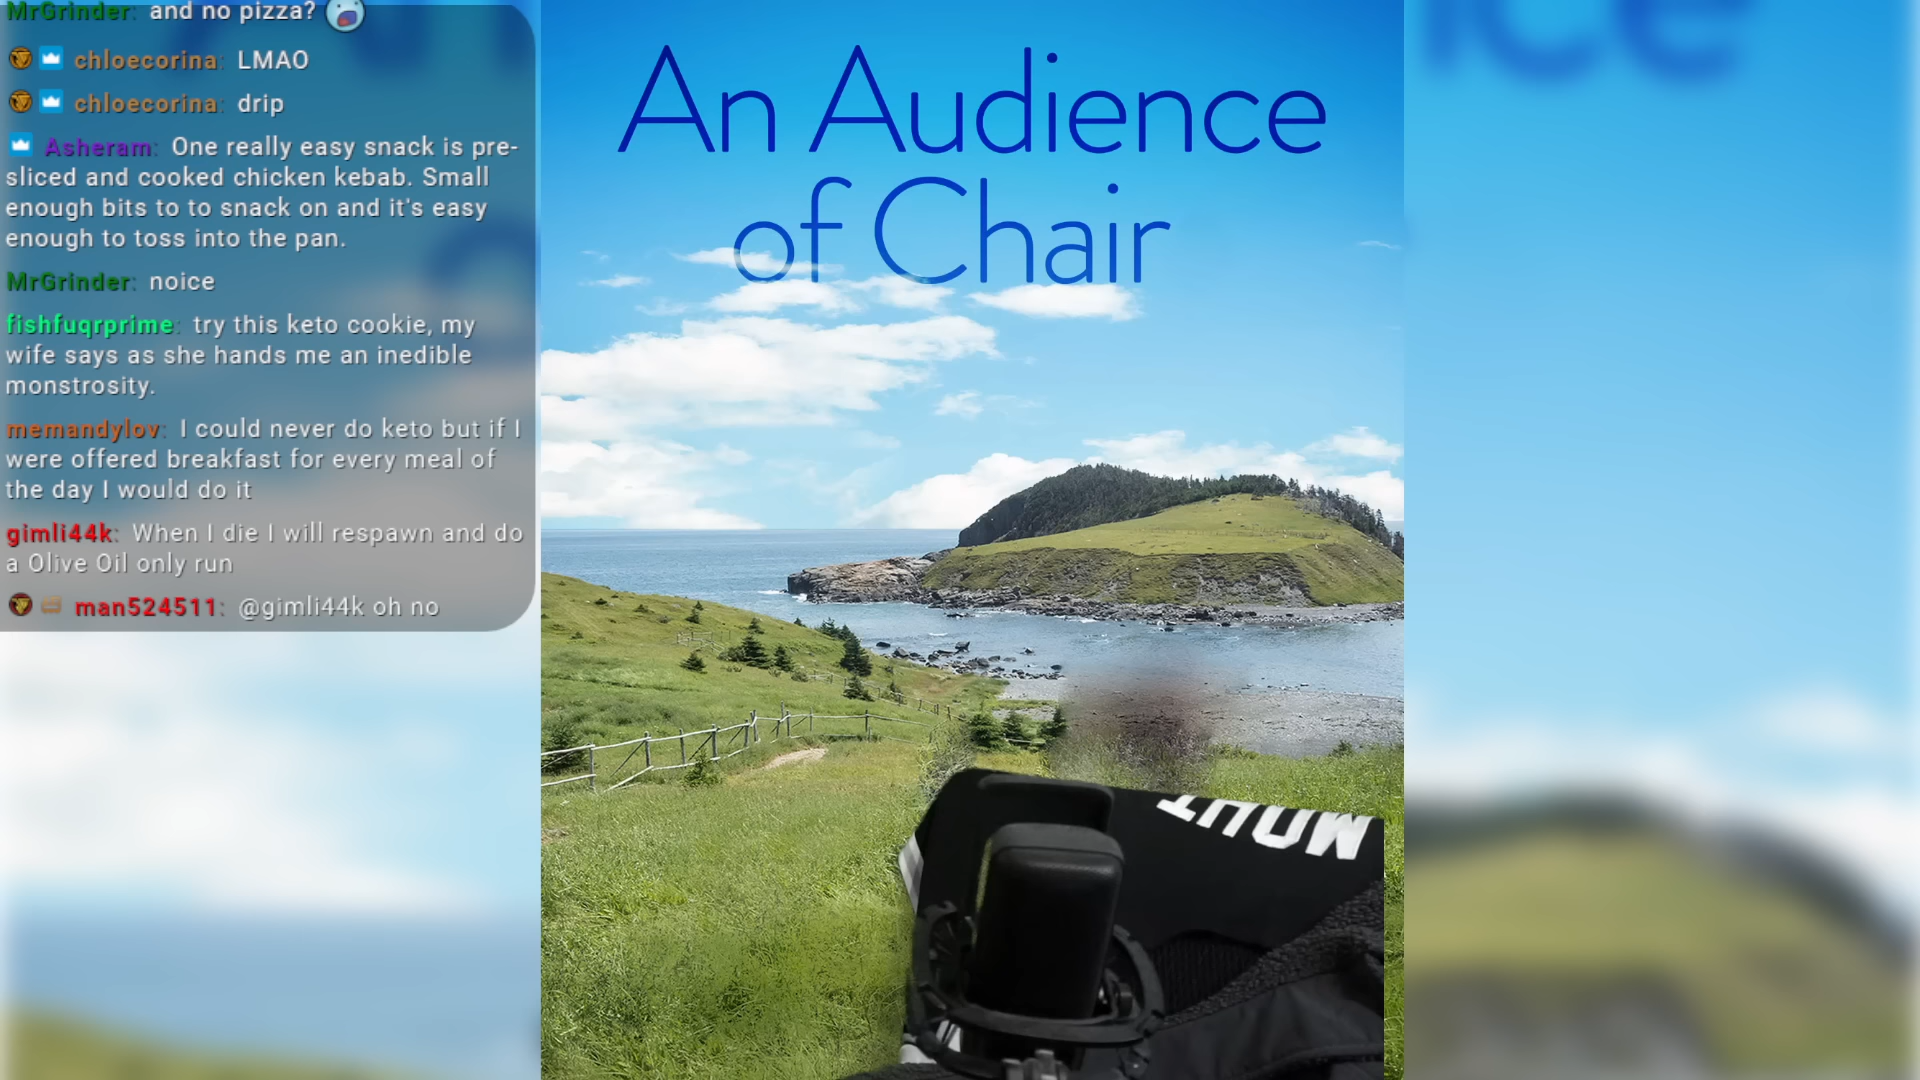 MrGrinder: and no pizza?
chloecorina: LMAO
chloecorina: drip
Asheram: One really easy snack is pre-
sliced and cooked chicken kebab. Small
enough bits to to snack on and it's easy
enough to toss into the pan.
MrGrinder: noice
fishfuqrprime: try this keto cookie, my
wife says as she hands me an inedible
monstrosity.
memandylov: I could never do keto but if I
were offered breakfast for every meal of
the day I would do it
gimli44k: When I die I will respawn and do
a Olive Oil only run
man524511: @gimli44k oh no
An Audience
of Chair